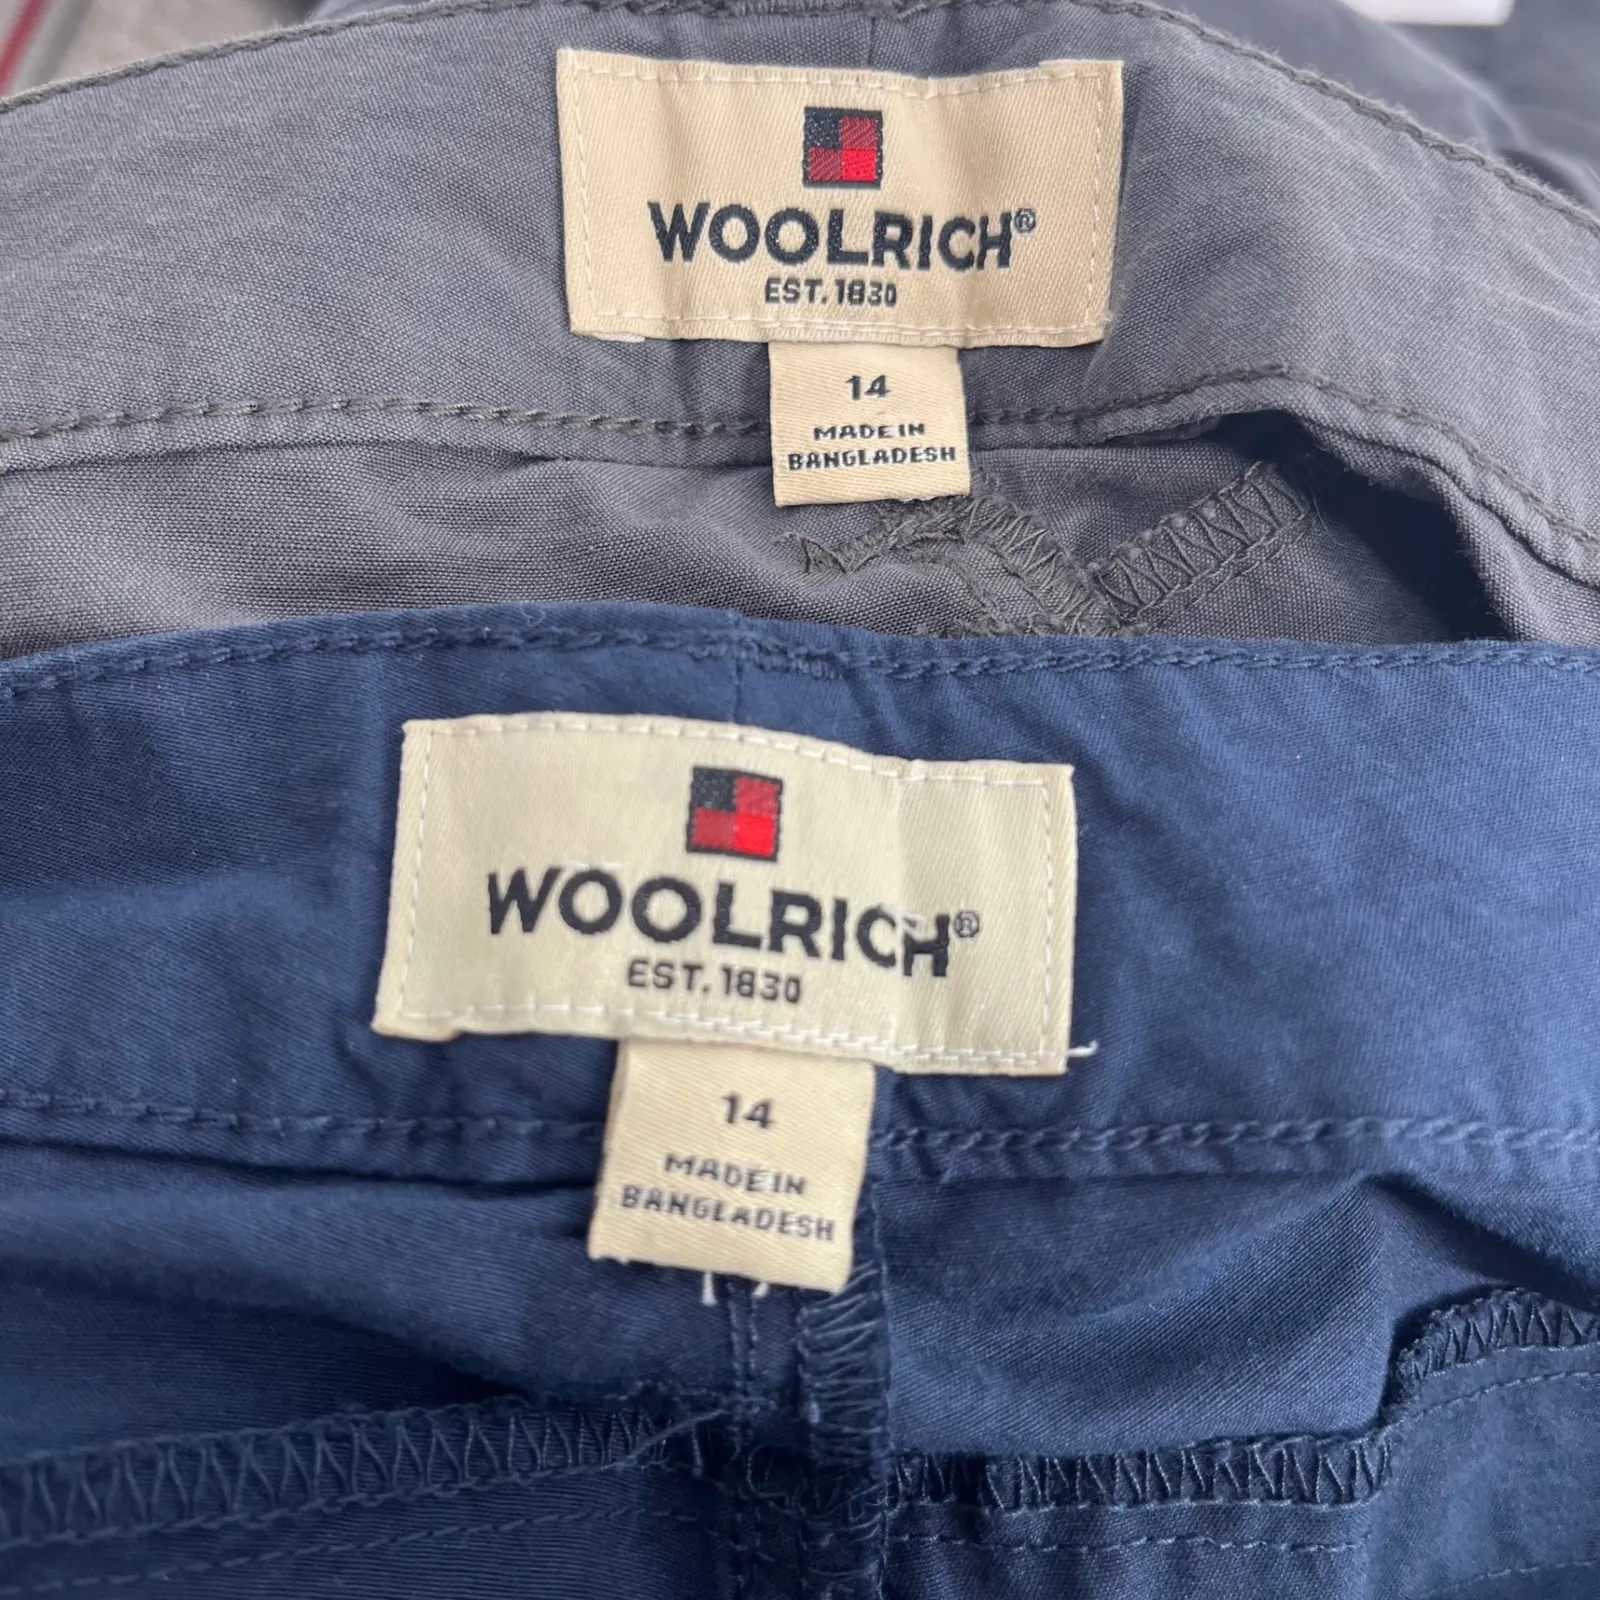 WOOLRICH®
EST. 1830
14
MADE IN
BANGLADESH
WOOLRICH®
EST. 1830
14
MADE IN
BANGLADESH